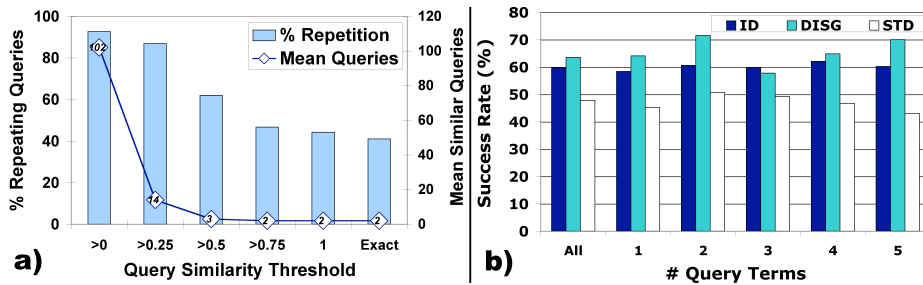 % Repetition
Mean Queries
% Repeating Queries
100
80
60
40
20
0
102
14
3
2
2
2
120
100
80
60
40
20
0
Mean Similar Queries
>0 >0.25 >0.5 >0.75 1 Exact
Query Similarity Threshold
a)
ID DISG STD
Success Rate (%)
80
70
60
50
40
30
20
10
0
All 1 2 3 4 5
# Query Terms
b)